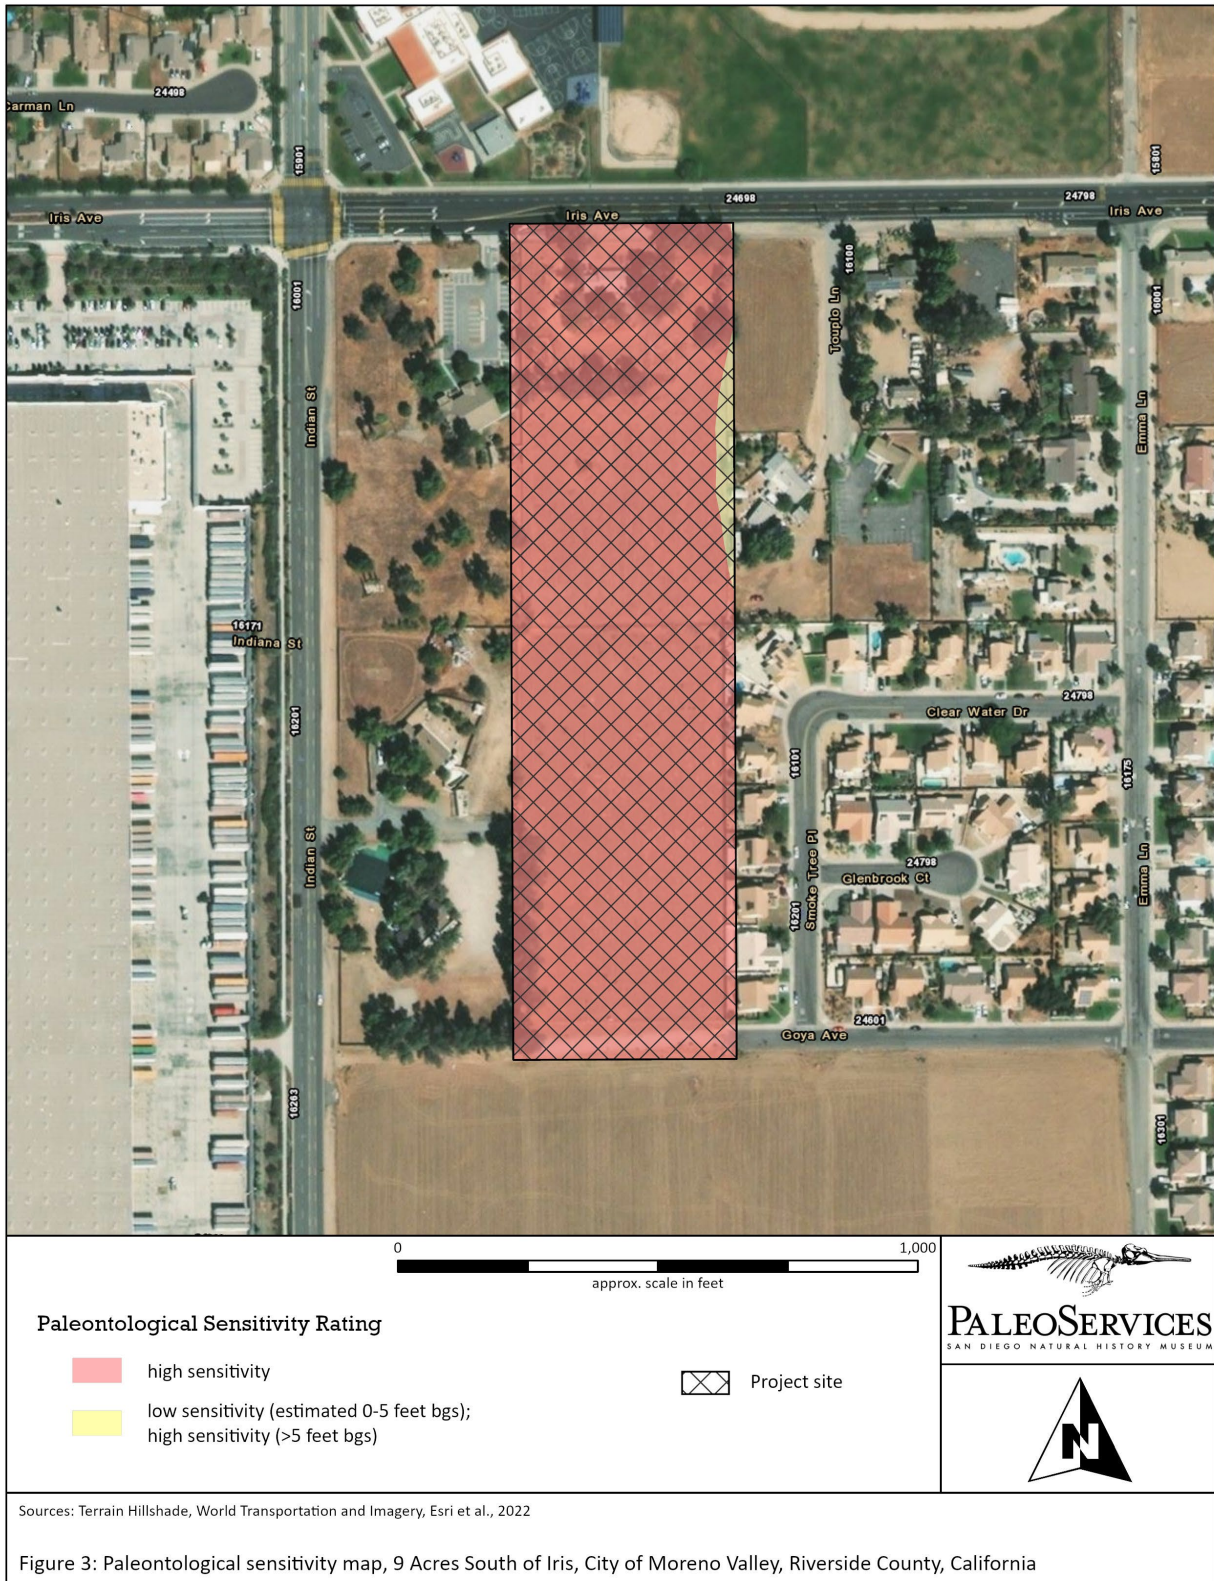 24498
Carman Ln
15901
15801
24698
24798
Iris Ave
Iris Ave
Iris Ave
16100
16001
16001
Indian St
Emma Ln
16171
Indiana St
16201
24798
Clear Water Dr
16101
16175
Indian St
Smoke Tree Pl
24798
Glenbrook Ct
Emma Ln
16201
24601
Goya Ave
16263
16301
0
1,000
approx. scale in feet
Paleontological Sensitivity Rating
high sensitivity
low sensitivity (estimated 0-5 feet bgs);
high sensitivity (>5 feet bgs)
Project site
PALEOSERVICES
SAN DIEGO NATURAL HISTORY MUSEUM
N
Sources: Terrain Hillshade, World Transportation and Imagery, Esri et al., 2022
Figure 3: Paleontological sensitivity map, 9 Acres South of Iris, City of Moreno Valley, Riverside County, California